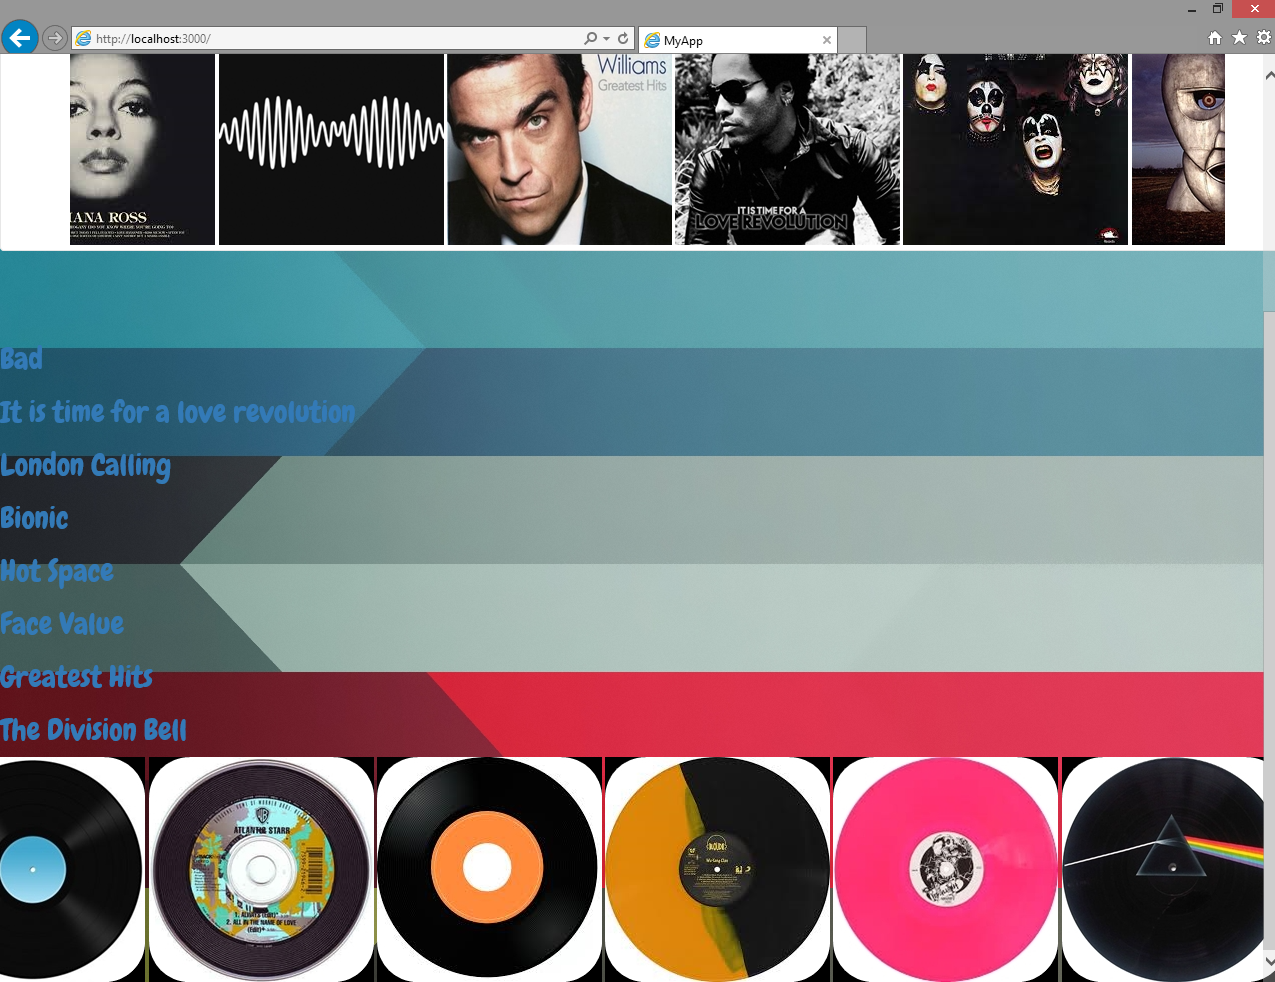 http://localhost:3000/
MyApp
Williams
Greatest Hits
IANA ROSS
IT IS TIME FOR A
LOVE REVOLUTION
Bad
It is time for a love revolution
London Calling
Bionic
Hot Space
Face Value
Greatest Hits
The Division Bell
ATLANTIC STARR
1. ALWAYS (Edit)
2. ALL IN THE NAME OF LOVE
(Edit)